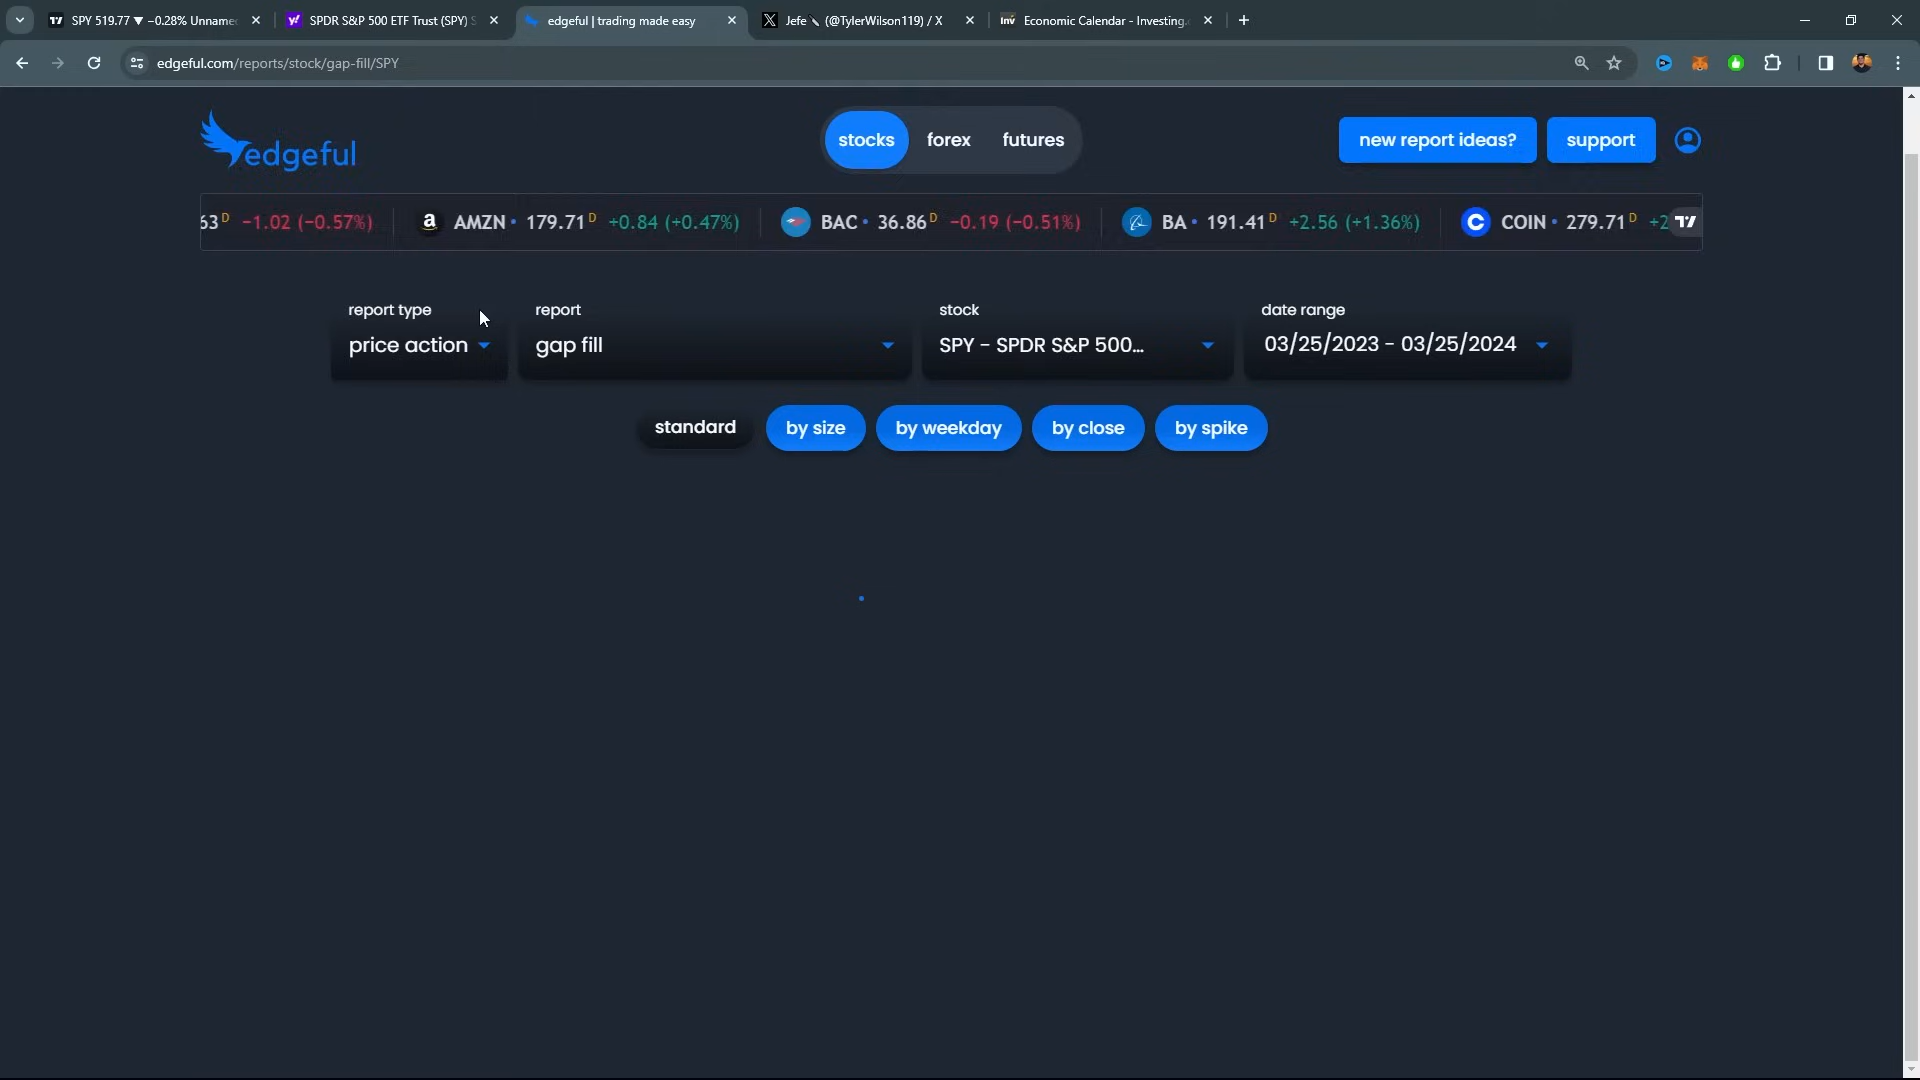 SPY 519.77 ▼ −0.28% Unname
SPDR S&P 500 ETF Trust (SPY) S
edgeful | trading made easy
Jefe (@TylerWilson119) / X
Economic Calendar - Investing.
edgeful.com/reports/stock/gap-fill/SPY
edgeful
stocks
forex
futures
new report ideas?
support
63 D −1.02 (−0.57%)
AMZN • 179.71 D +0.84 (+0.47%)
BAC • 36.86 D −0.19 (−0.51%)
BA • 191.41 D +2.56 (+1.36%)
COIN • 279.71 D +2
report type
price action
report
gap fill
stock
SPY - SPDR S&P 500...
date range
03/25/2023 - 03/25/2024
standard
by size
by weekday
by close
by spike